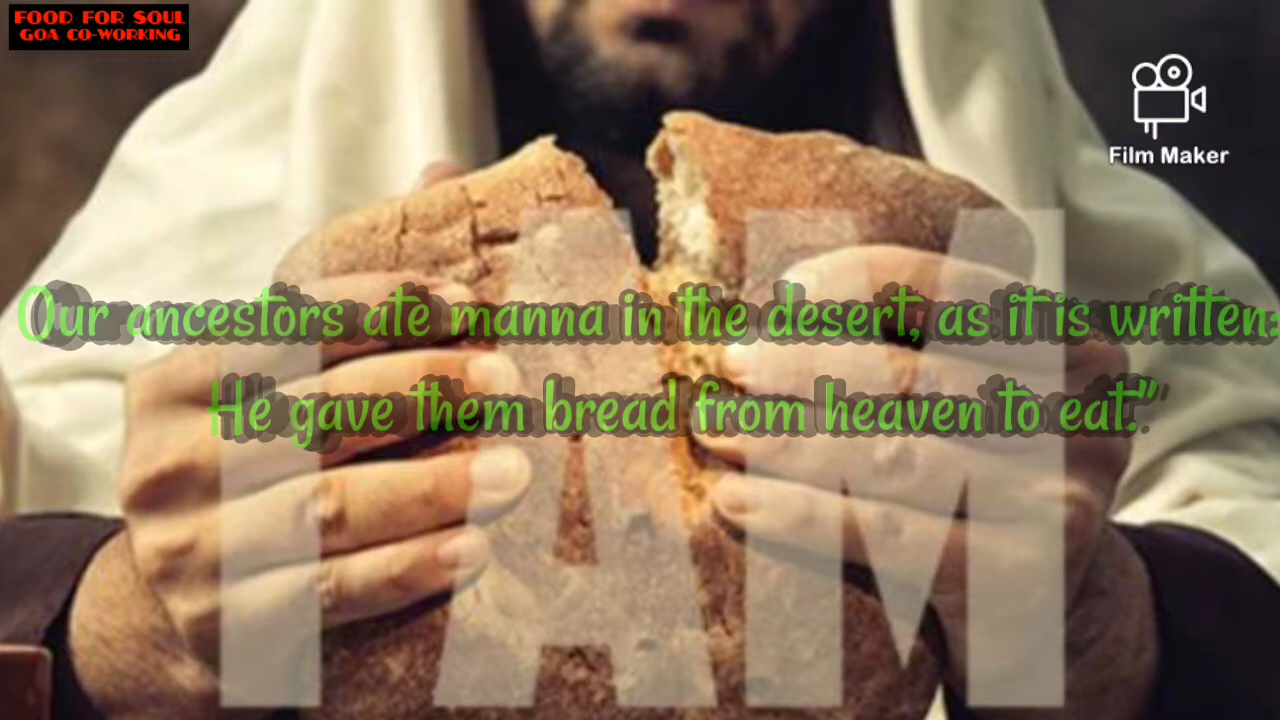 FOOD FOR SOUL
GOA CO-WORKING
Film Maker
Our ancestors ate manna in the desert, as it is written:
He gave them bread from heaven to eat.”
I AM